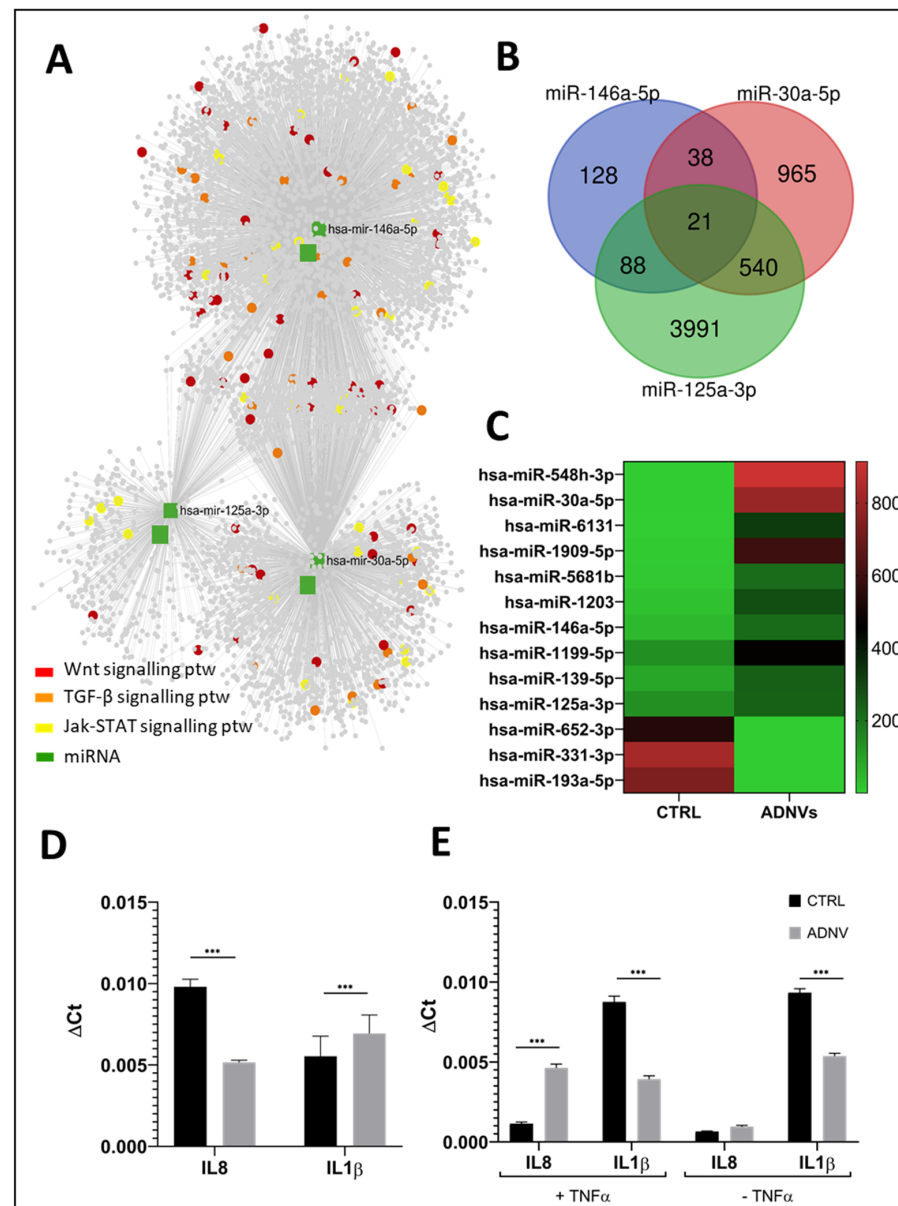 A
hsa-mir-146a-5p
hsa-mir-125a-3p
hsa-mir-30a-5p
Wnt signalling ptw
TGF-β signalling ptw
Jak-STAT signalling ptw
miRNA
B
miR-146a-5p
miR-30a-5p
128
38
965
21
88
540
3991
miR-125a-3p
C
hsa-miR-548h-3p
hsa-miR-30a-5p
hsa-miR-6131
hsa-miR-1909-5p
hsa-miR-5681b
hsa-miR-1203
hsa-miR-146a-5p
hsa-miR-1199-5p
hsa-miR-139-5p
hsa-miR-125a-3p
hsa-miR-652-3p
hsa-miR-331-3p
hsa-miR-193a-5p
CTRL ADNVs
800
600
400
200
D
ΔCt
0.015
0.010
0.005
0.000
***
***
IL8 IL1β
E
ΔCt
0.015
0.010
0.005
0.000
CTRL
ADNV
***
***
***
IL8 IL1β IL8 IL1β
+ TNFα - TNFα